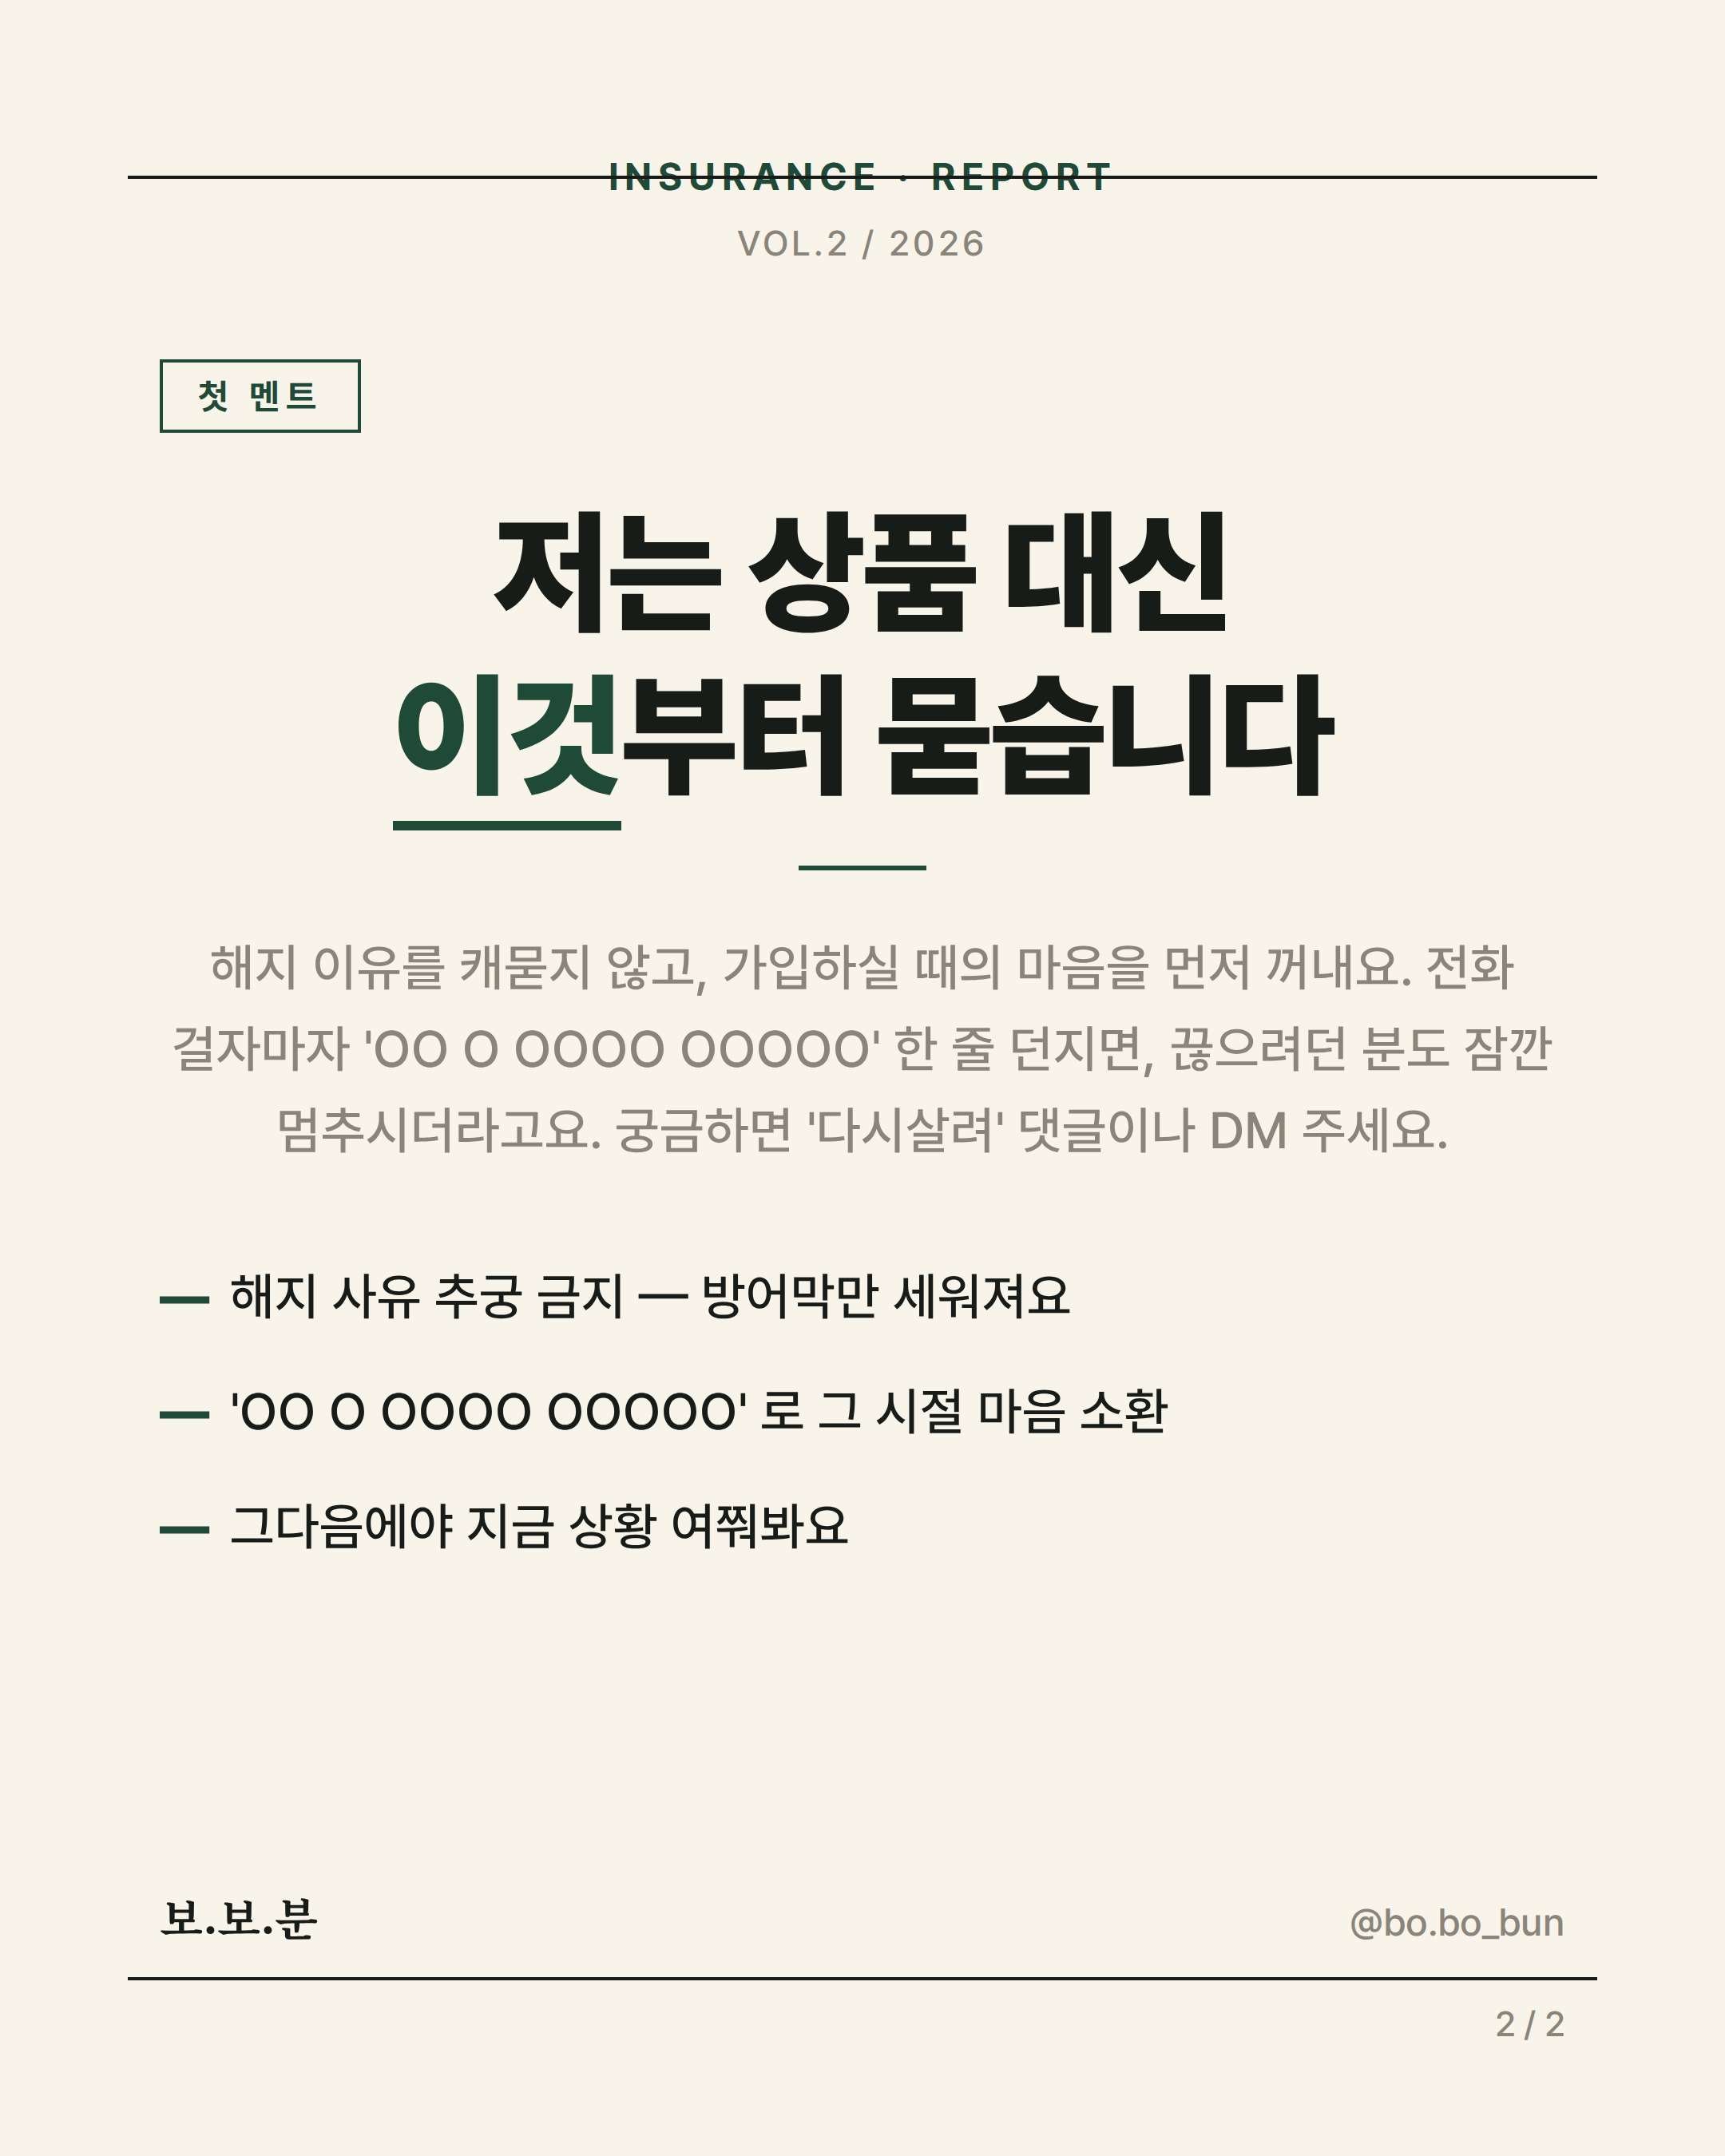 INSURANCE · REPORT
VOL.2 / 2026
첫 멘트
저는 상품 대신
이것부터 묻습니다
해지 이유를 캐묻지 않고, 가입하실 때의 마음을 먼저 꺼내요. 전화
걸자마자 'OO O OOOO OOOOO' 한 줄 던지면, 끊으려던 분도 잠깐
멈추시더라고요. 궁금하면 '다시살려' 댓글이나 DM 주세요.
— 해지 사유 추궁 금지 — 방어막만 세워져요
— 'OO O OOOO OOOOO' 로 그 시절 마음 소환
— 그다음에야 지금 상황 여쭤봐요
보.보.분
@bo.bo_bun
2 / 2